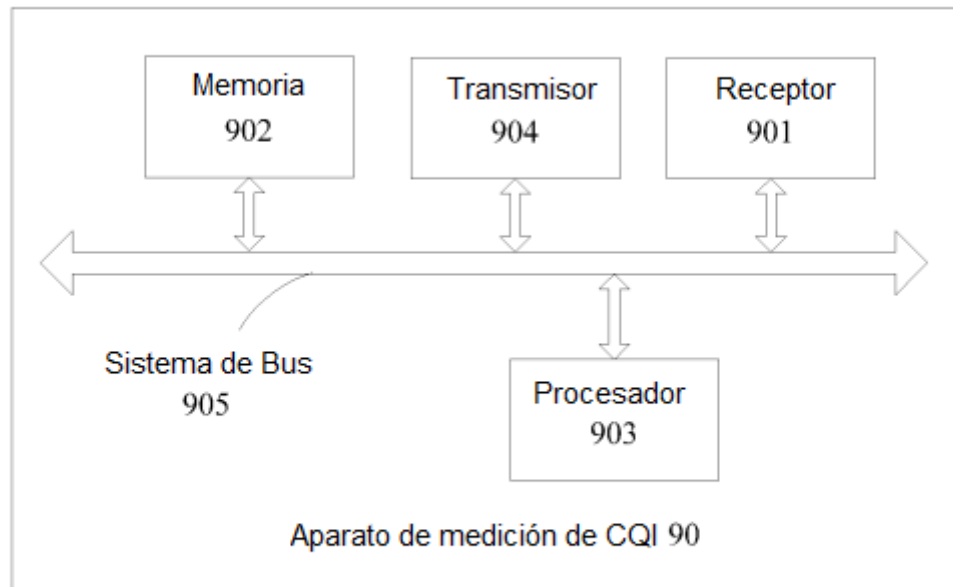 Memoria
902
Transmisor
904
Receptor
901
Sistema de Bus
905
Procesador
903
Aparato de medición de CQI 90